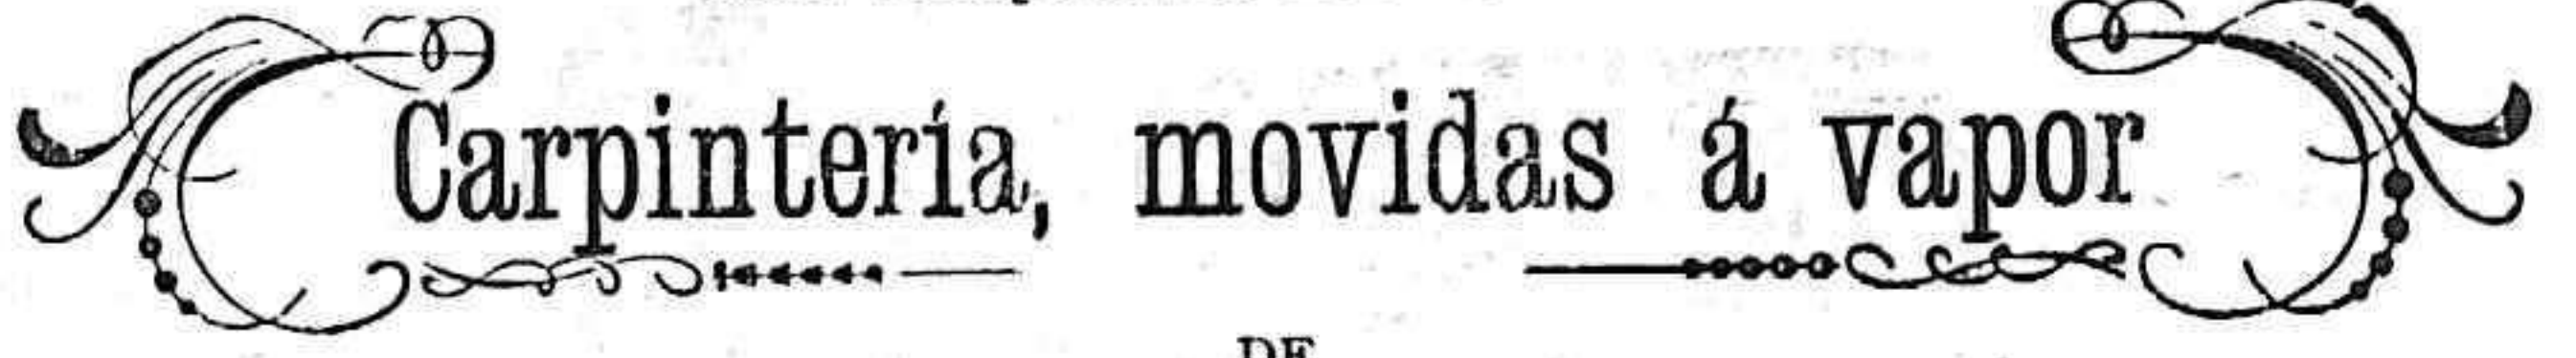 Carpintería, movidas á vapor
DE